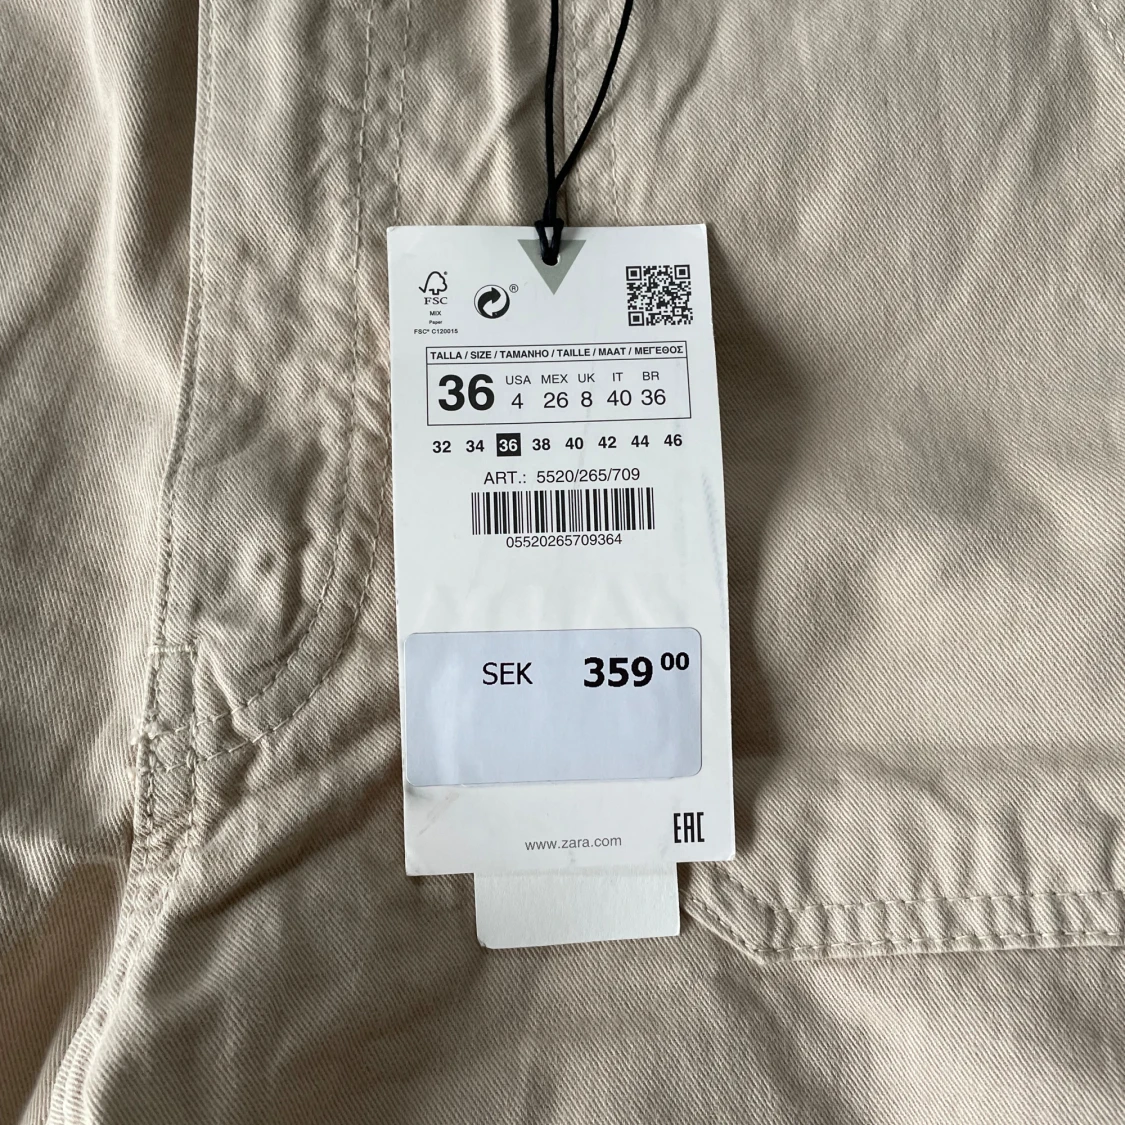 FSC
MIX
Paper
FSC® C120015
®
TALLA / SIZE / TAMANHO / TAILLE / MAAT / ΜΕΓΕΘΟΣ
36
USA MEX UK IT BR
4 26 8 40 36
32 34 36 38 40 42 44 46
ART.: 5520/265/709
05520265709364
SEK 359 00
www.zara.com
EAC